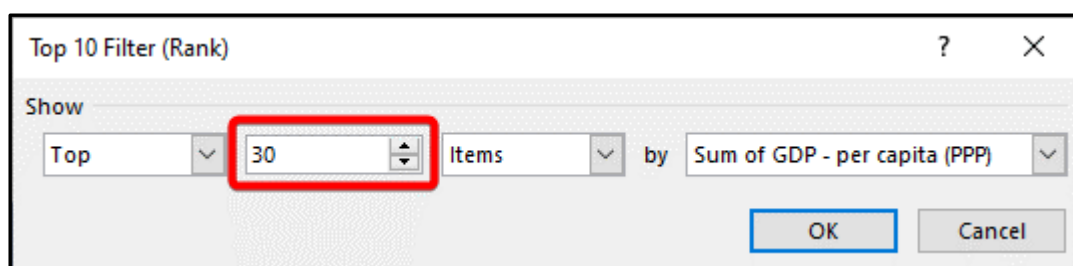 Top 10 Filter (Rank) ?
Show
Top 30 Items by Sum of GDP - per capita (PPP)
OK Cancel